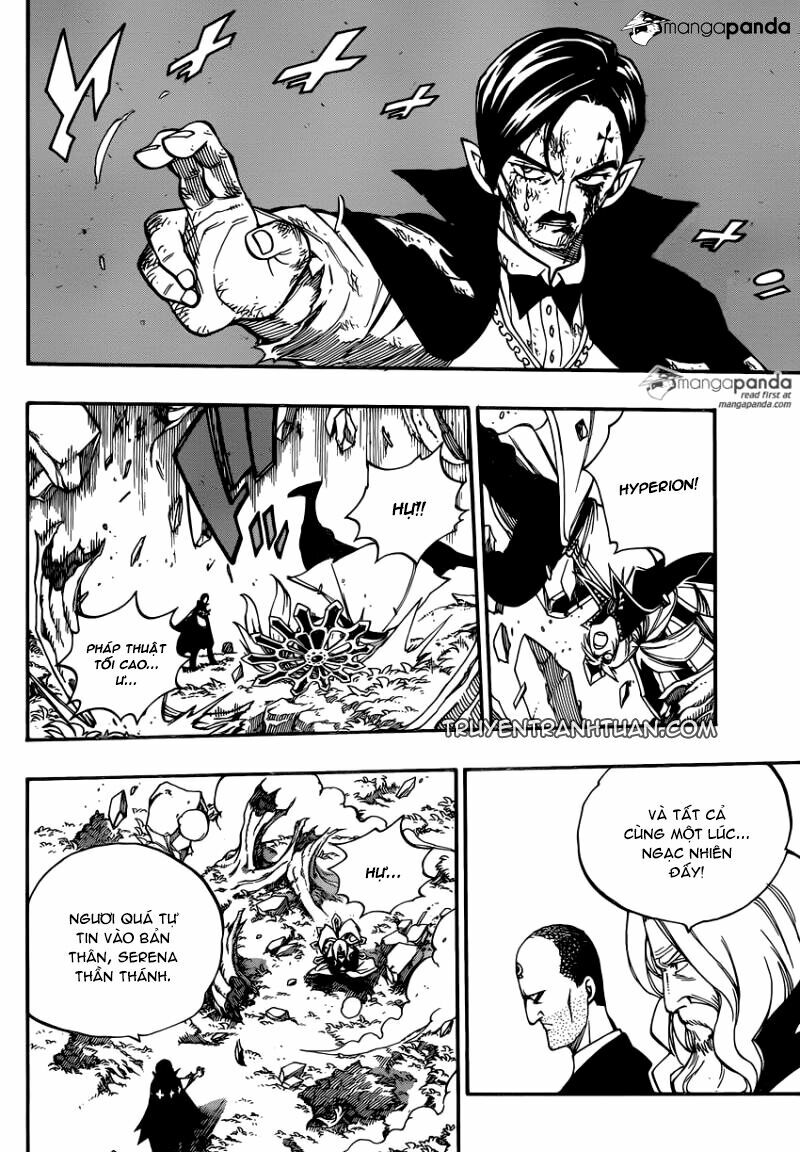 mangapanda
mangapanda
read first at
mangapanda.com
HYPERION!
HỰ!!
PHÁP THUẬT
TỐI CAO...
Ư...
TRUYENTRANHTUAN.COM
VÀ TẤT CẢ
CÙNG MỘT LÚC...
NGẠC NHIÊN
ĐẤY!
HỰ...
NGƯƠI QUÁ TỰ
TIN VÀO BẢN
THÂN, SERENA
THẦN THÁNH.